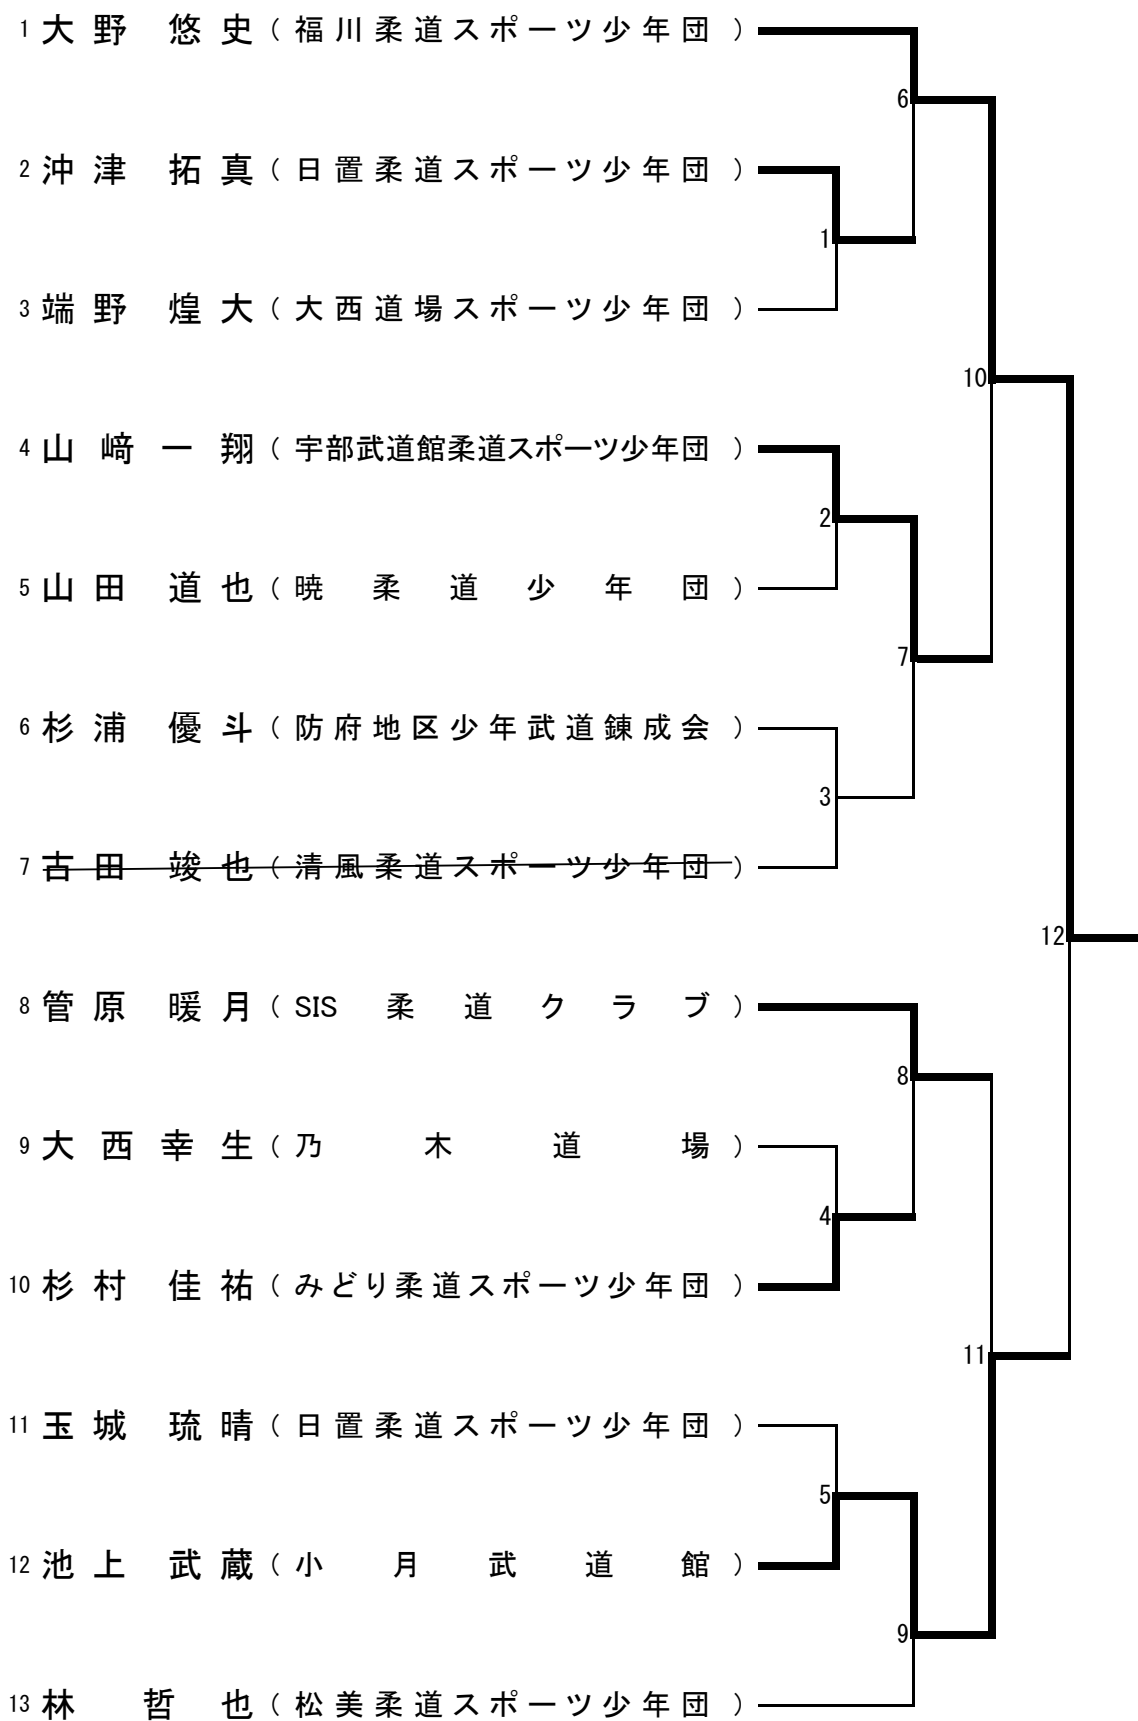 1 大野 悠史（福川柔道スポーツ少年団）
6
2 沖津 拓真（日置柔道スポーツ少年団）
1
3 端野 煌大（大西道場スポーツ少年団）
10
4 山﨑一翔（宇部武道館柔道スポーツ少年団）
2
5 山田 道也（暁柔道少年団）
7
6 杉浦 優斗（防府地区少年武道錬成会）
3
7 古田 竣也（清風柔道スポーツ少年団）
12
8 管原 暖月（SIS柔道クラブ）
8
9 大西幸生（乃木道場）
4
10 杉村 佳祐（みどり柔道スポーツ少年団）
11
11 玉城 琉晴（日置柔道スポーツ少年団）
5
12 池上 武蔵（小月武道館）
9
13 林 哲也（松美柔道スポーツ少年団）